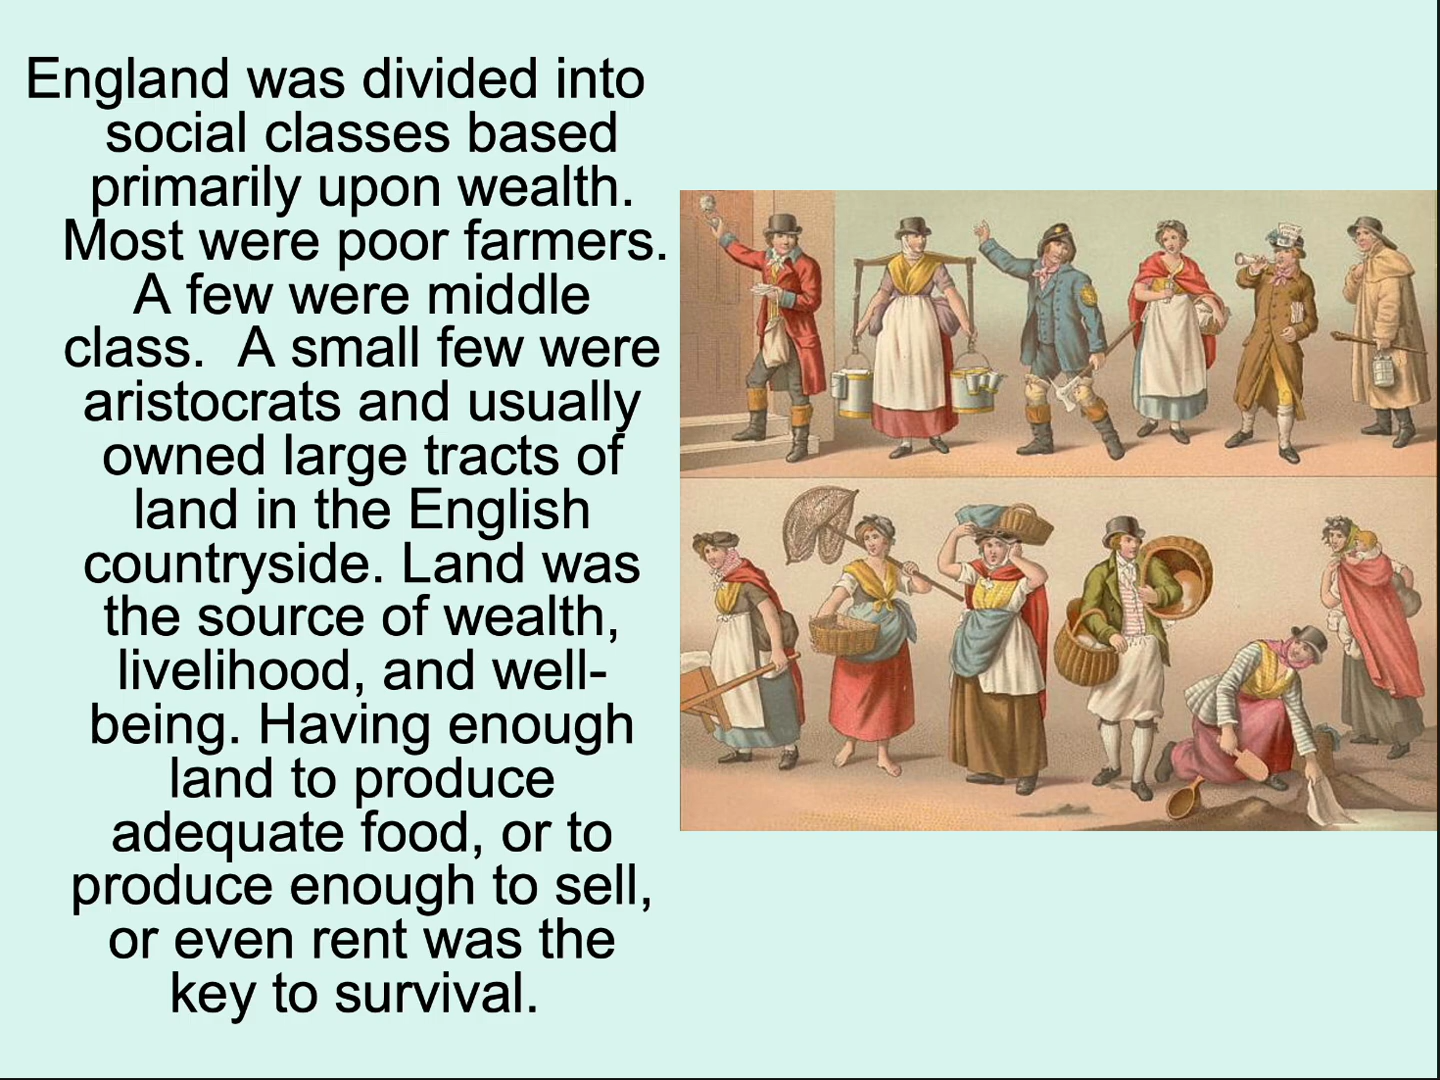 England was divided into
social classes based
primarily upon wealth.
Most were poor farmers.
A few were middle
class.  A small few were
aristocrats and usually
owned large tracts of
land in the English
countryside. Land was
the source of wealth,
livelihood, and well-
being. Having enough
land to produce
adequate food, or to
produce enough to sell,
or even rent was the
key to survival.